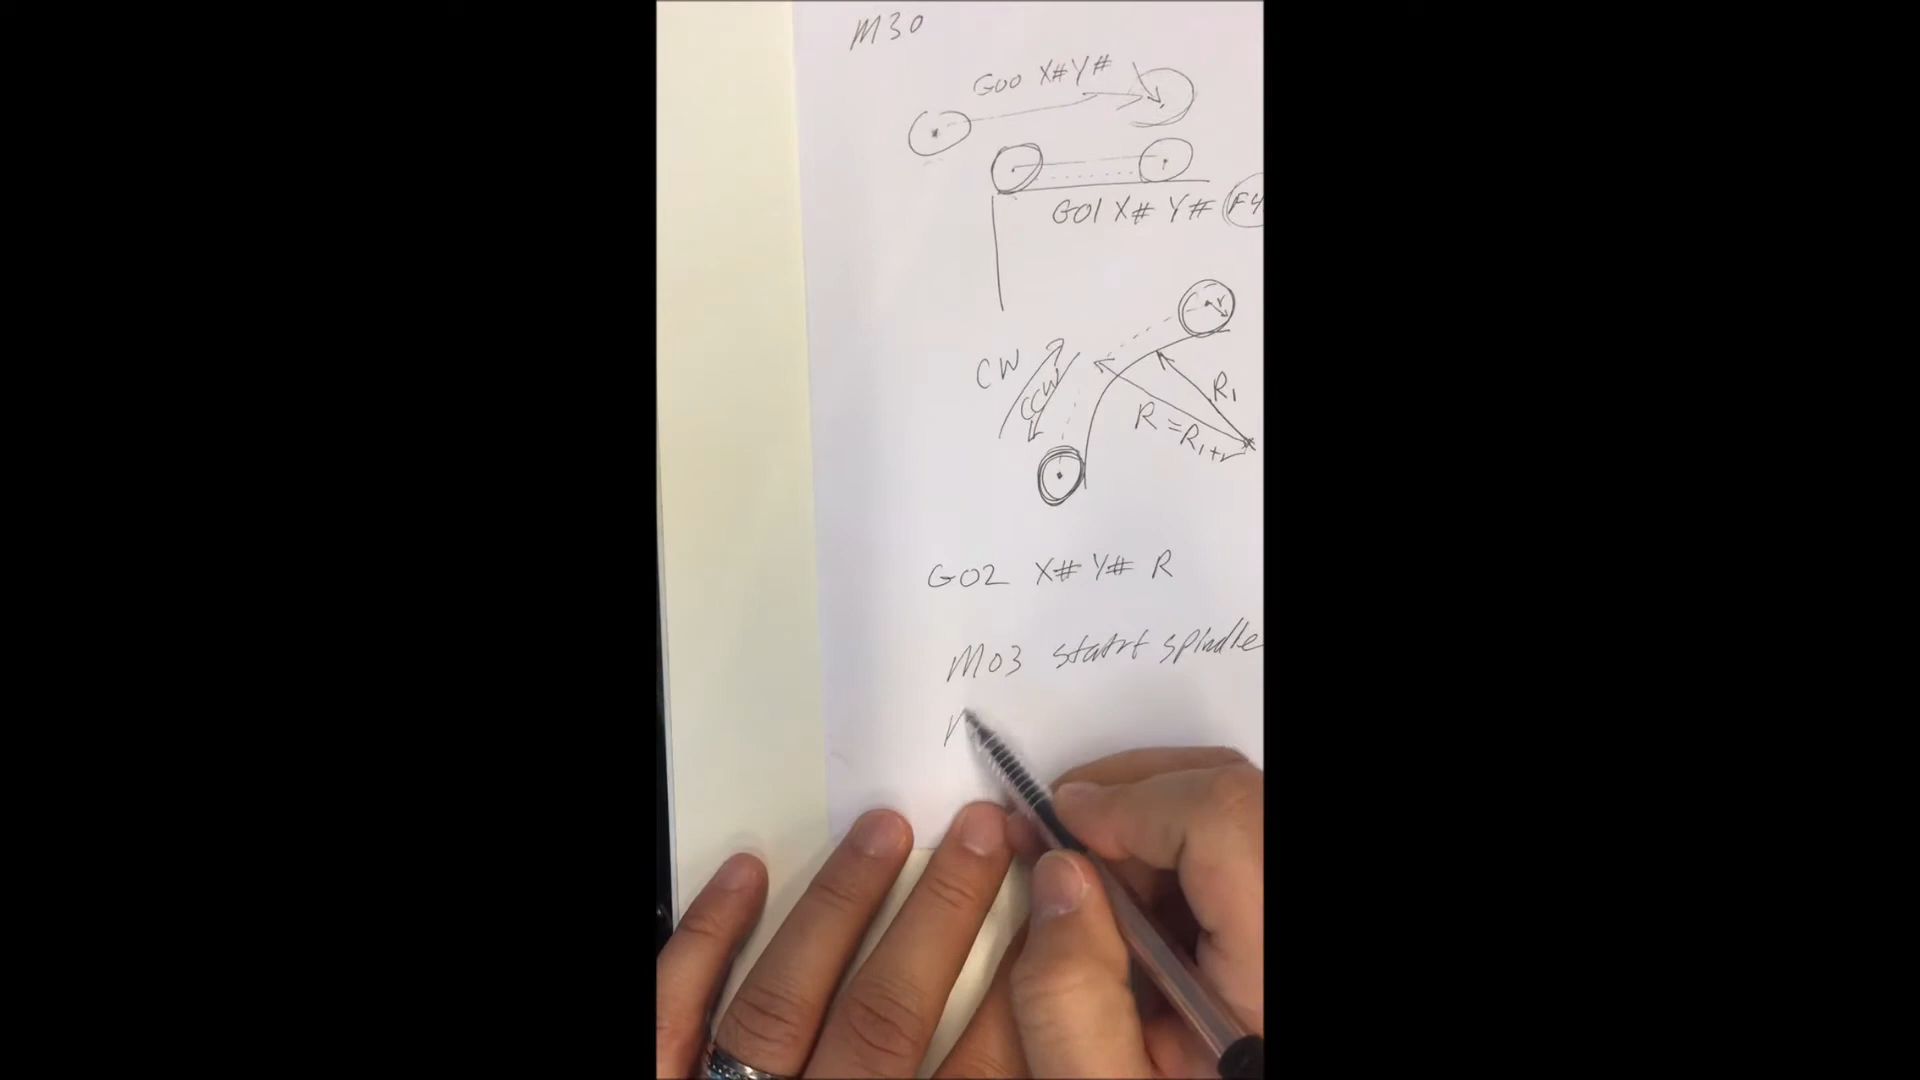 M30
G00 X# Y#
G01 X# Y# F4
r
CW
CCW
R1
R = R1+r
G02 X# Y# R
M03 start spindle